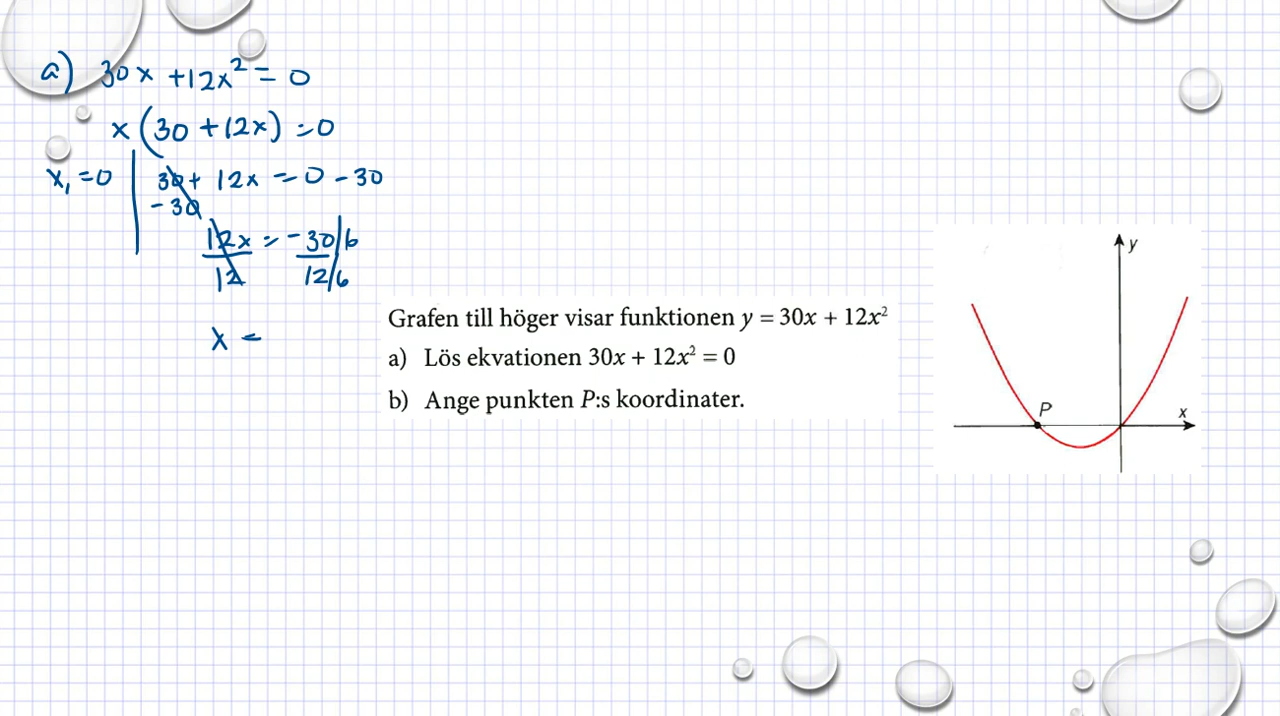 a) 30x + 12x² = 0
x (30 + 12x) = 0
x₁ = 0 | 30 + 12x = 0 - 30
- 30
12x = - 30/6
12 12/6
x =
Grafen till höger visar funktionen y = 30x + 12x²
a) Lös ekvationen 30x + 12x² = 0
b) Ange punkten P:s koordinater.
y
P
x